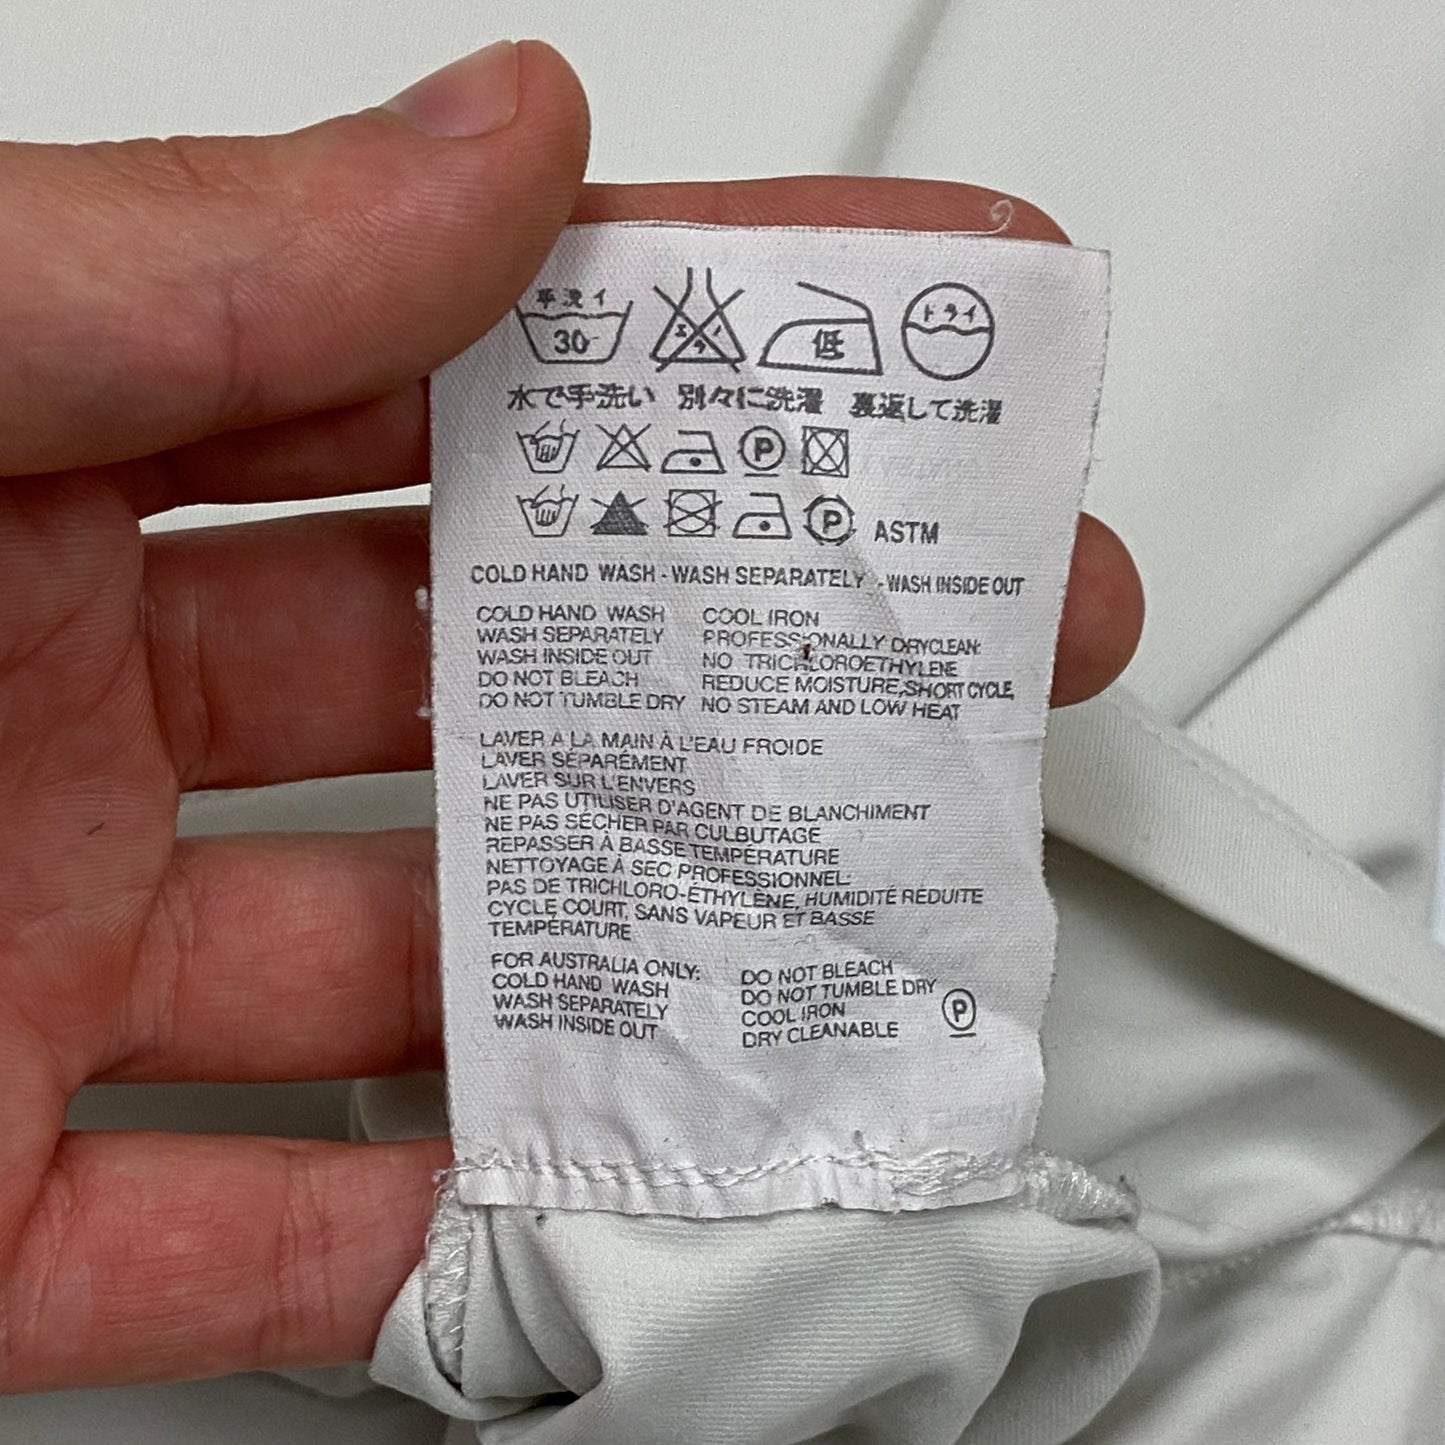 手洗イ
30
エンソ
低
ドライ
水で手洗い 別々に洗濯 裏返して洗濯
P
P ASTM
COLD HAND WASH - WASH SEPARATELY - WASH INSIDE OUT
COLD HAND WASH
WASH SEPARATELY
WASH INSIDE OUT
DO NOT BLEACH
DO NOT TUMBLE DRY
COOL IRON
PROFESSIONALLY DRYCLEAN:
NO TRICHLOROETHYLENE
REDUCE MOISTURE,SHORT CYCLE,
NO STEAM AND LOW HEAT
LAVER A LA MAIN À L'EAU FROIDE
LAVER SÉPARÉMENT
LAVER SUR L'ENVERS
NE PAS UTILISER D'AGENT DE BLANCHIMENT
NE PAS SÉCHER PAR CULBUTAGE
REPASSER À BASSE TEMPÉRATURE
NETTOYAGE À SEC PROFESSIONNEL:
PAS DE TRICHLORO-ÉTHYLÈNE, HUMIDITÉ RÉDUITE
CYCLE COURT, SANS VAPEUR ET BASSE
TEMPÉRATURE
FOR AUSTRALIA ONLY:
COLD HAND WASH
WASH SEPARATELY
WASH INSIDE OUT
DO NOT BLEACH
DO NOT TUMBLE DRY
COOL IRON
DRY CLEANABLE
P